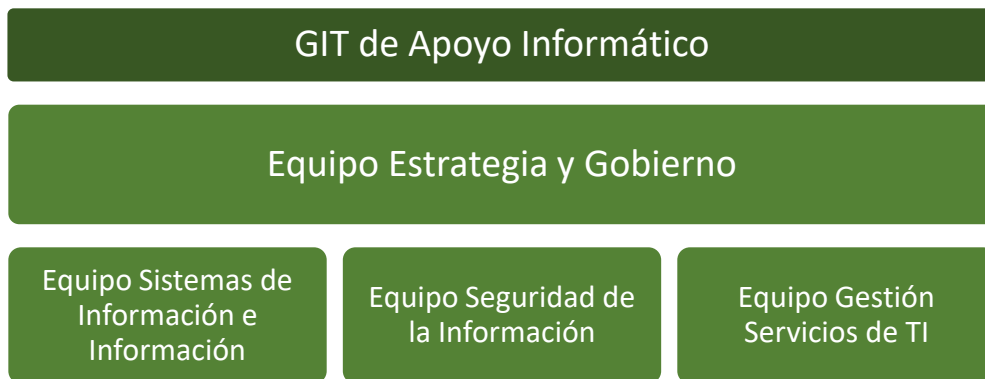 GIT de Apoyo Informático
Equipo Estrategia y Gobierno
Equipo Sistemas de
Información e
Información
Equipo Seguridad de
la Información
Equipo Gestión
Servicios de TI